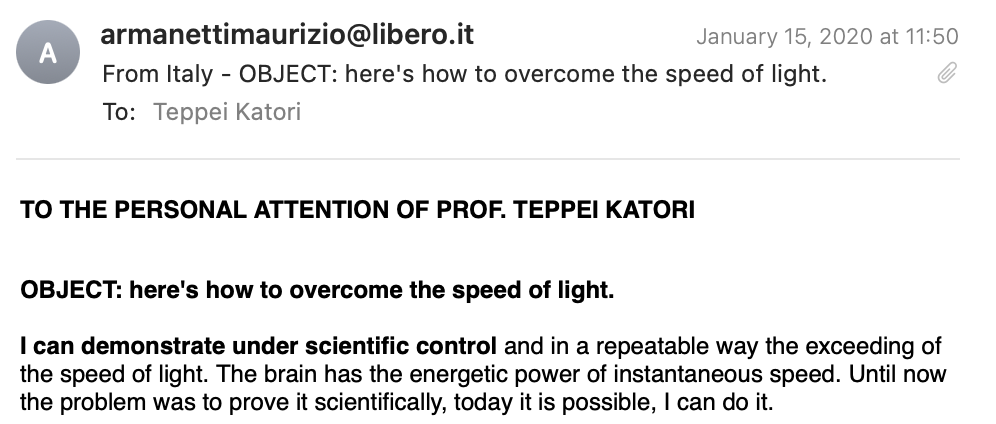 A
armanettimaurizio@libero.it
January 15, 2020 at 11:50
From Italy - OBJECT: here's how to overcome the speed of light.
To: Teppei Katori
TO THE PERSONAL ATTENTION OF PROF. TEPPEI KATORI
OBJECT: here's how to overcome the speed of light.
I can demonstrate under scientific control and in a repeatable way the exceeding of
the speed of light. The brain has the energetic power of instantaneous speed. Until now
the problem was to prove it scientifically, today it is possible, I can do it.